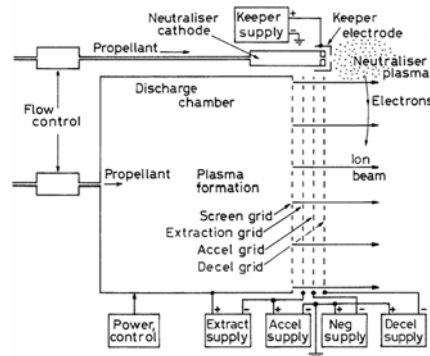 Neutraliser
cathode
Keeper
supply
+
-
Keeper
electrode
Propellant
Neutraliser
plasma
Discharge
chamber
Electrons
Flow
control
Ion
beam
Propellant
Plasma
formation
Screen grid
Extraction grid
Accel grid
Decel grid
+ - + - + - + -
Power,
control
Extract
supply
Accel
supply
Neg
supply
Decel
supply